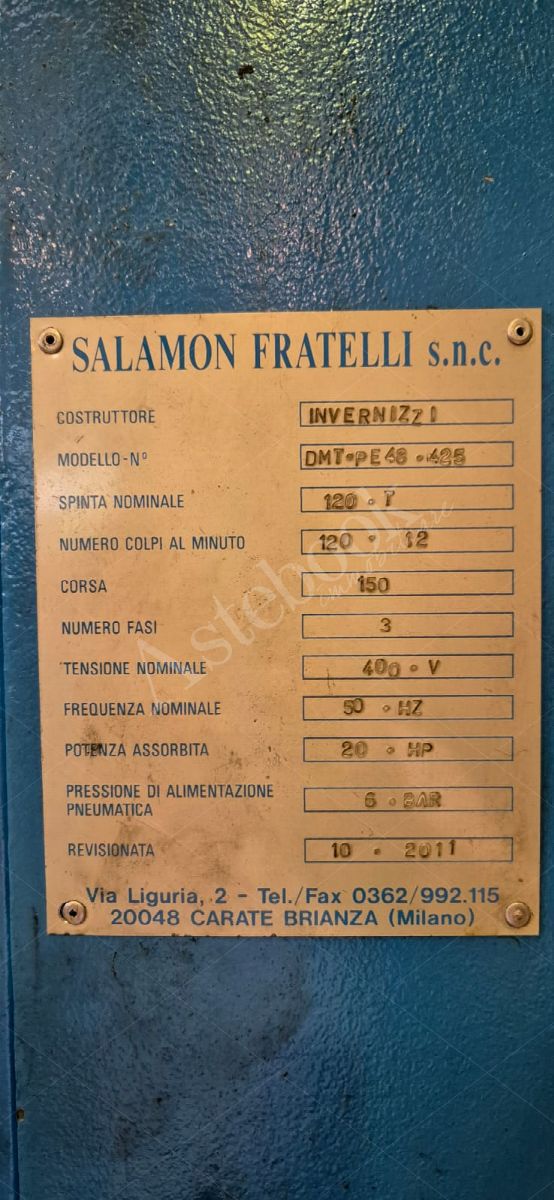 SALAMON FRATELLI s.n.c.
COSTRUTTORE INVERNIZZI
MODELLO-N° DMT·PE48·425
SPINTA NOMINALE 120·T
NUMERO COLPI AL MINUTO 120· 12
CORSA 150
NUMERO FASI 3
TENSIONE NOMINALE 400·V
FREQUENZA NOMINALE 50·HZ
POTENZA ASSORBITA 20·HP
PRESSIONE DI ALIMENTAZIONE
PNEUMATICA 6·BAR
REVISIONATA 10·2011
Via Liguria, 2 - Tel./Fax 0362/992.115
20048 CARATE BRIANZA (Milano)
Astebook